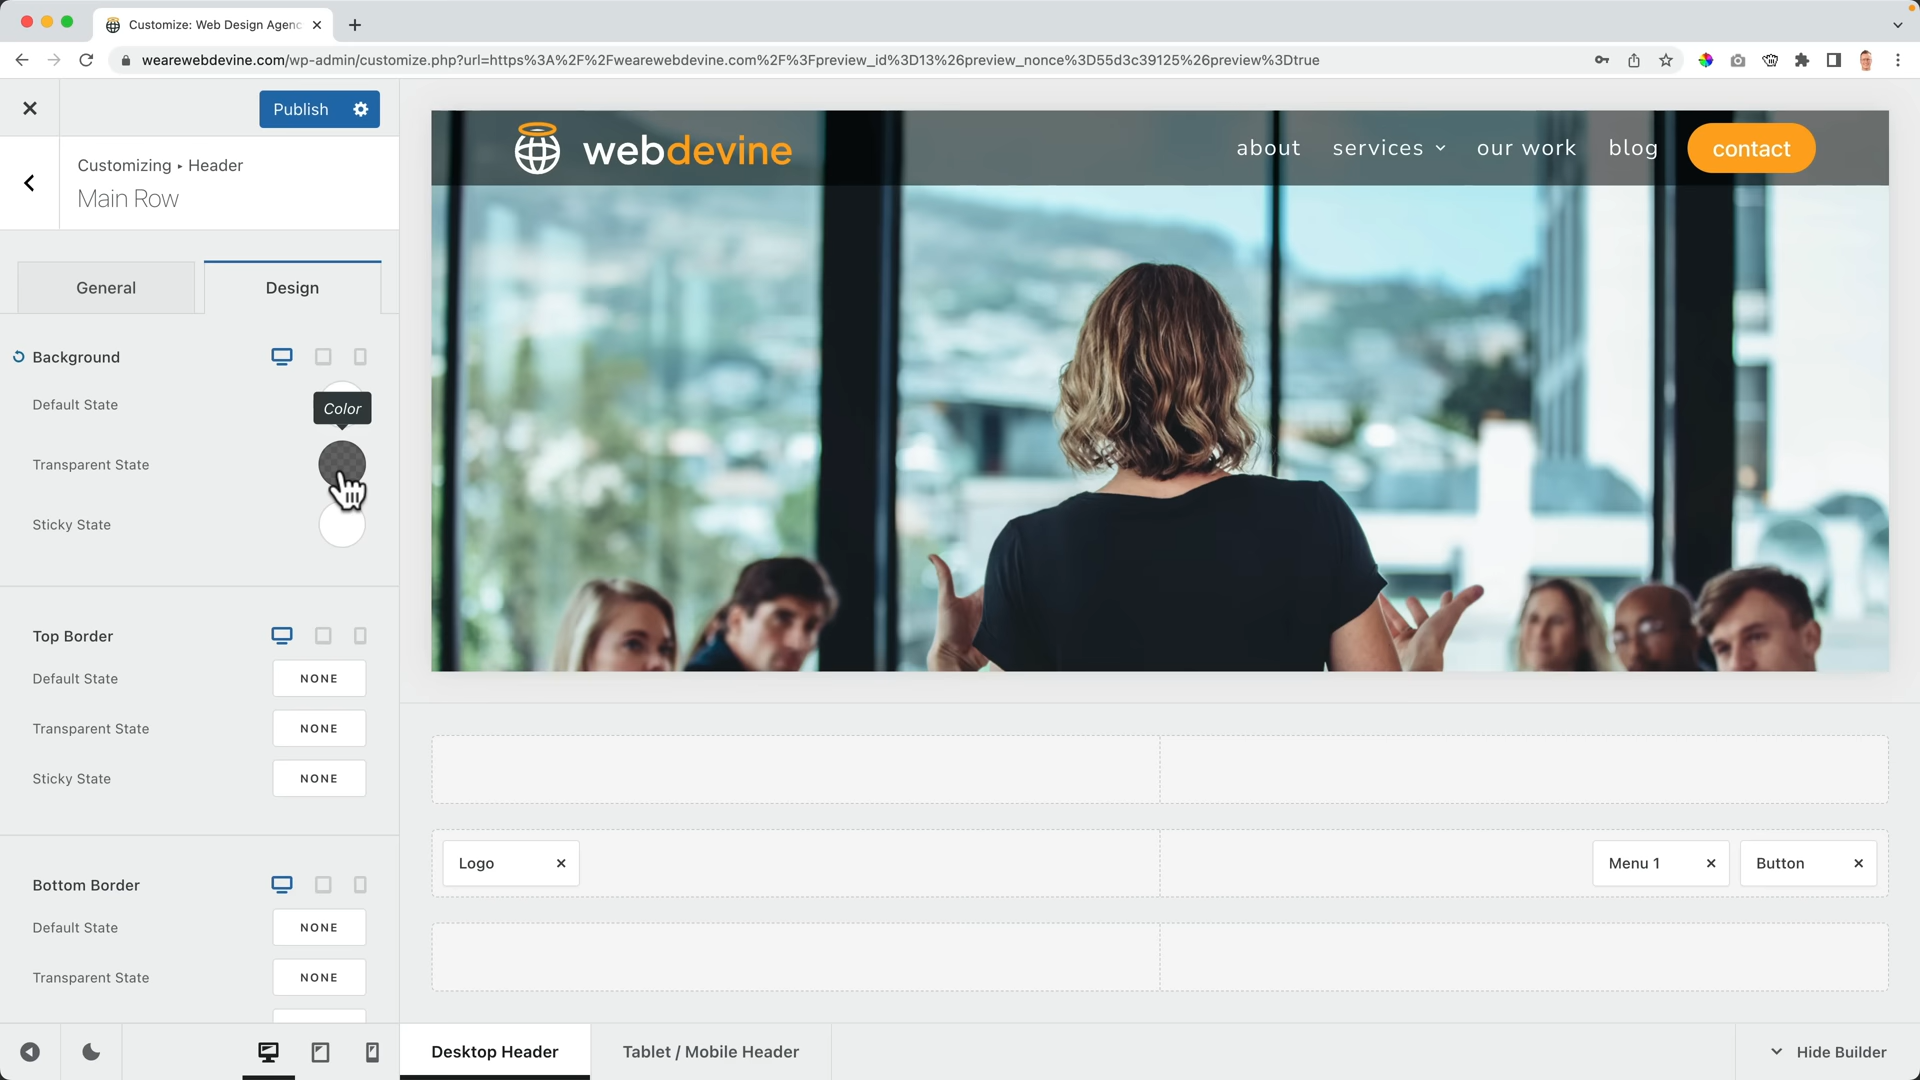 Customize: Web Design Agenc
wearewebdevine.com/wp-admin/customize.php?url=https%3A%2F%2Fwearewebdevine.com%2F%3Fpreview_id%3D13%26preview_nonce%3D55d3c39125%26preview%3Dtrue
Publish
Customizing ▸ Header
Main Row
General
Design
Background
Default State
Color
Transparent State
Sticky State
Top Border
Default State NONE
Transparent State NONE
Sticky State NONE
Bottom Border
Default State NONE
Transparent State NONE
webdevine
about services our work blog contact
Logo
Menu 1
Button
Desktop Header
Tablet / Mobile Header
Hide Builder